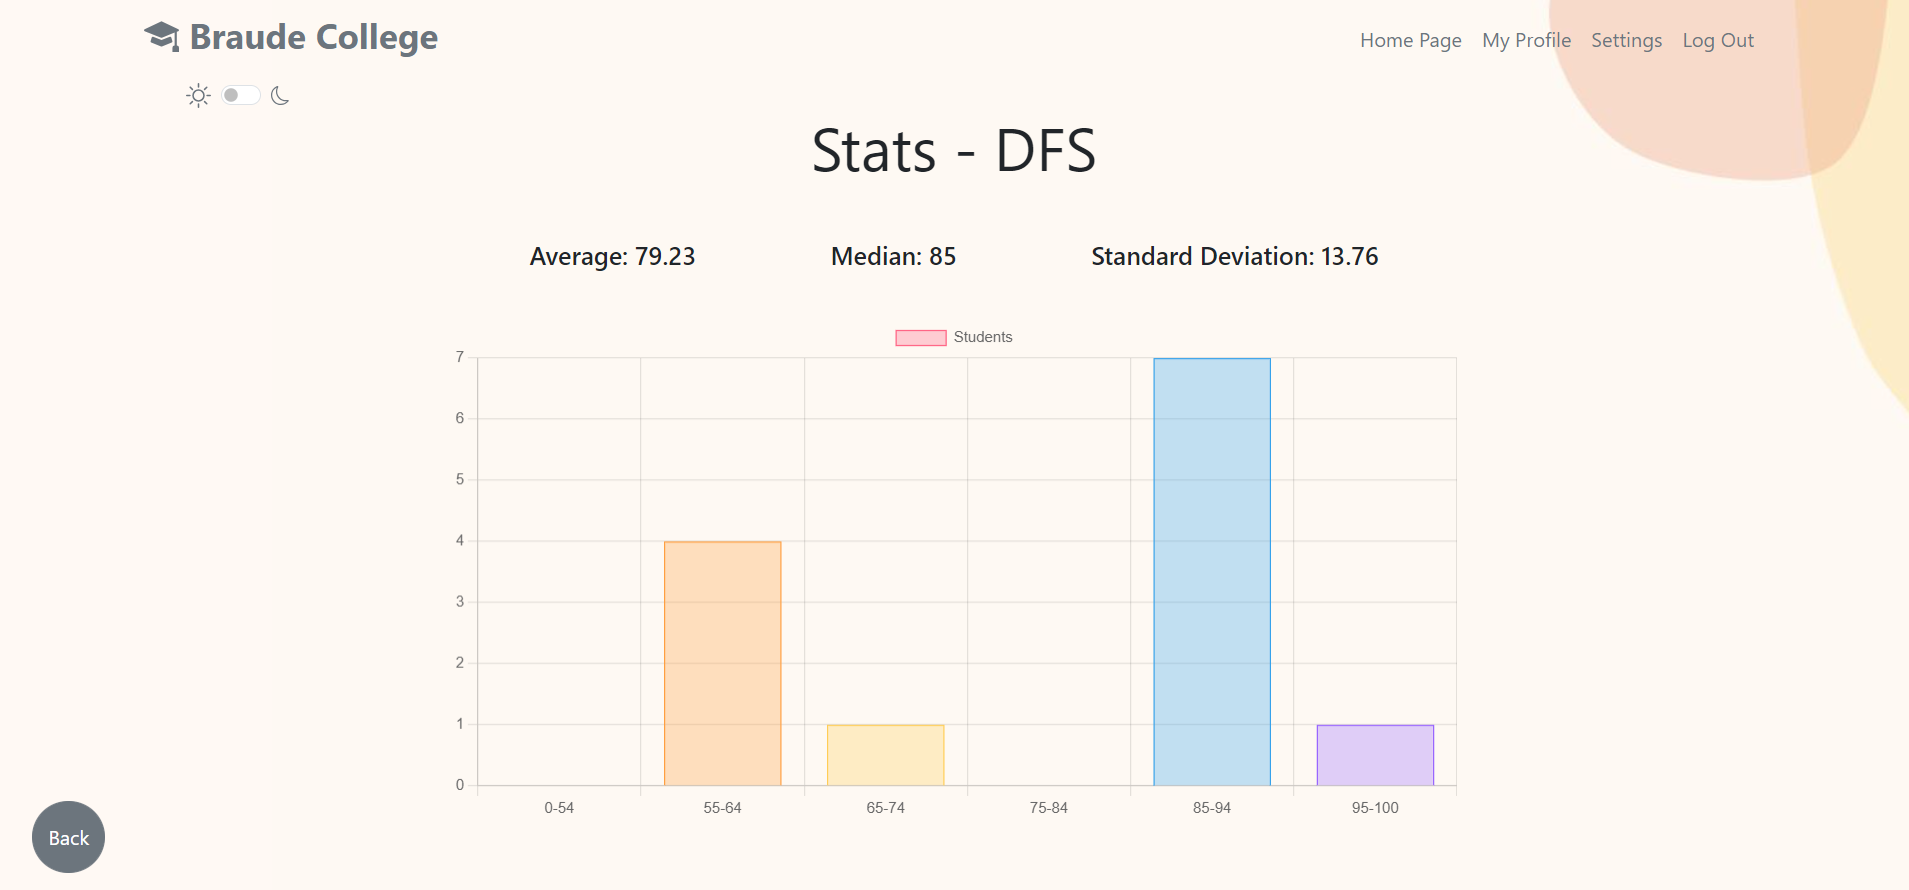 Braude College
Home Page
My Profile
Settings
Log Out
Stats - DFS
Average: 79.23
Median: 85
Standard Deviation: 13.76
Students
7
6
5
4
3
2
1
0
0-54
55-64
65-74
75-84
85-94
95-100
Back